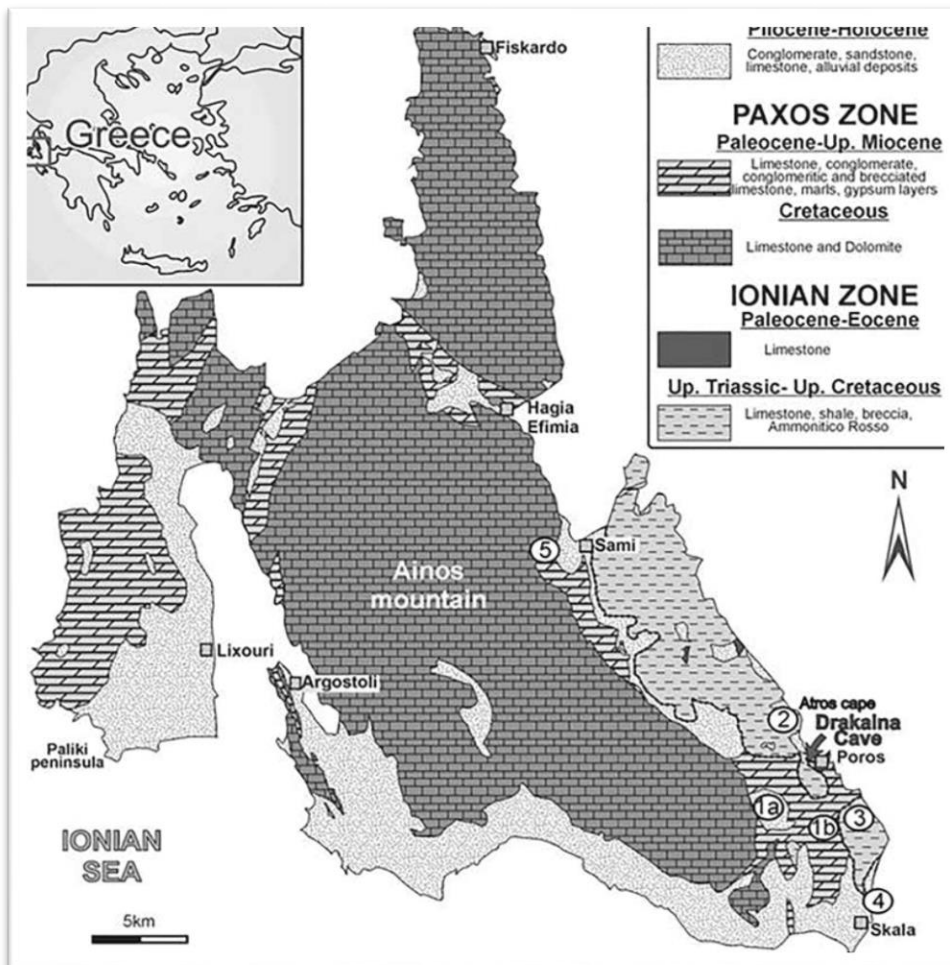 Greece
Pliocene-Holocene
Conglomerate, sandstone,
limestone, alluvial deposits
PAXOS ZONE
Paleocene-Up. Miocene
Limestone, conglomerate,
conglomeritic and brecciated
limestone, marls, gypsum layers
Cretaceous
Limestone and Dolomite
IONIAN ZONE
Paleocene-Eocene
Limestone
Up. Triassic- Up. Cretaceous
Limestone, shale, breccia,
Ammonitico Rosso
N
Fiskardo
Hagia
Efimia
5
Sami
Ainos
mountain
Lixouri
Argostoli
Paliki
peninsula
2
Atros cape
Drakaina
Cave
Poros
1a
1b
3
4
Skala
IONIAN
SEA
5km